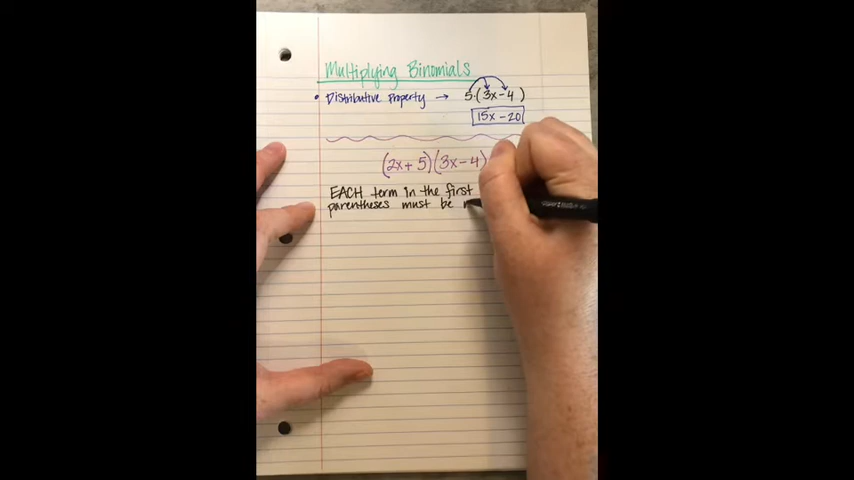 Multiplying Binomials
• Distributive Property → 5·(3x-4)
15x-20
(2x+5)(3x-4)
EACH term in the first
parentheses must be